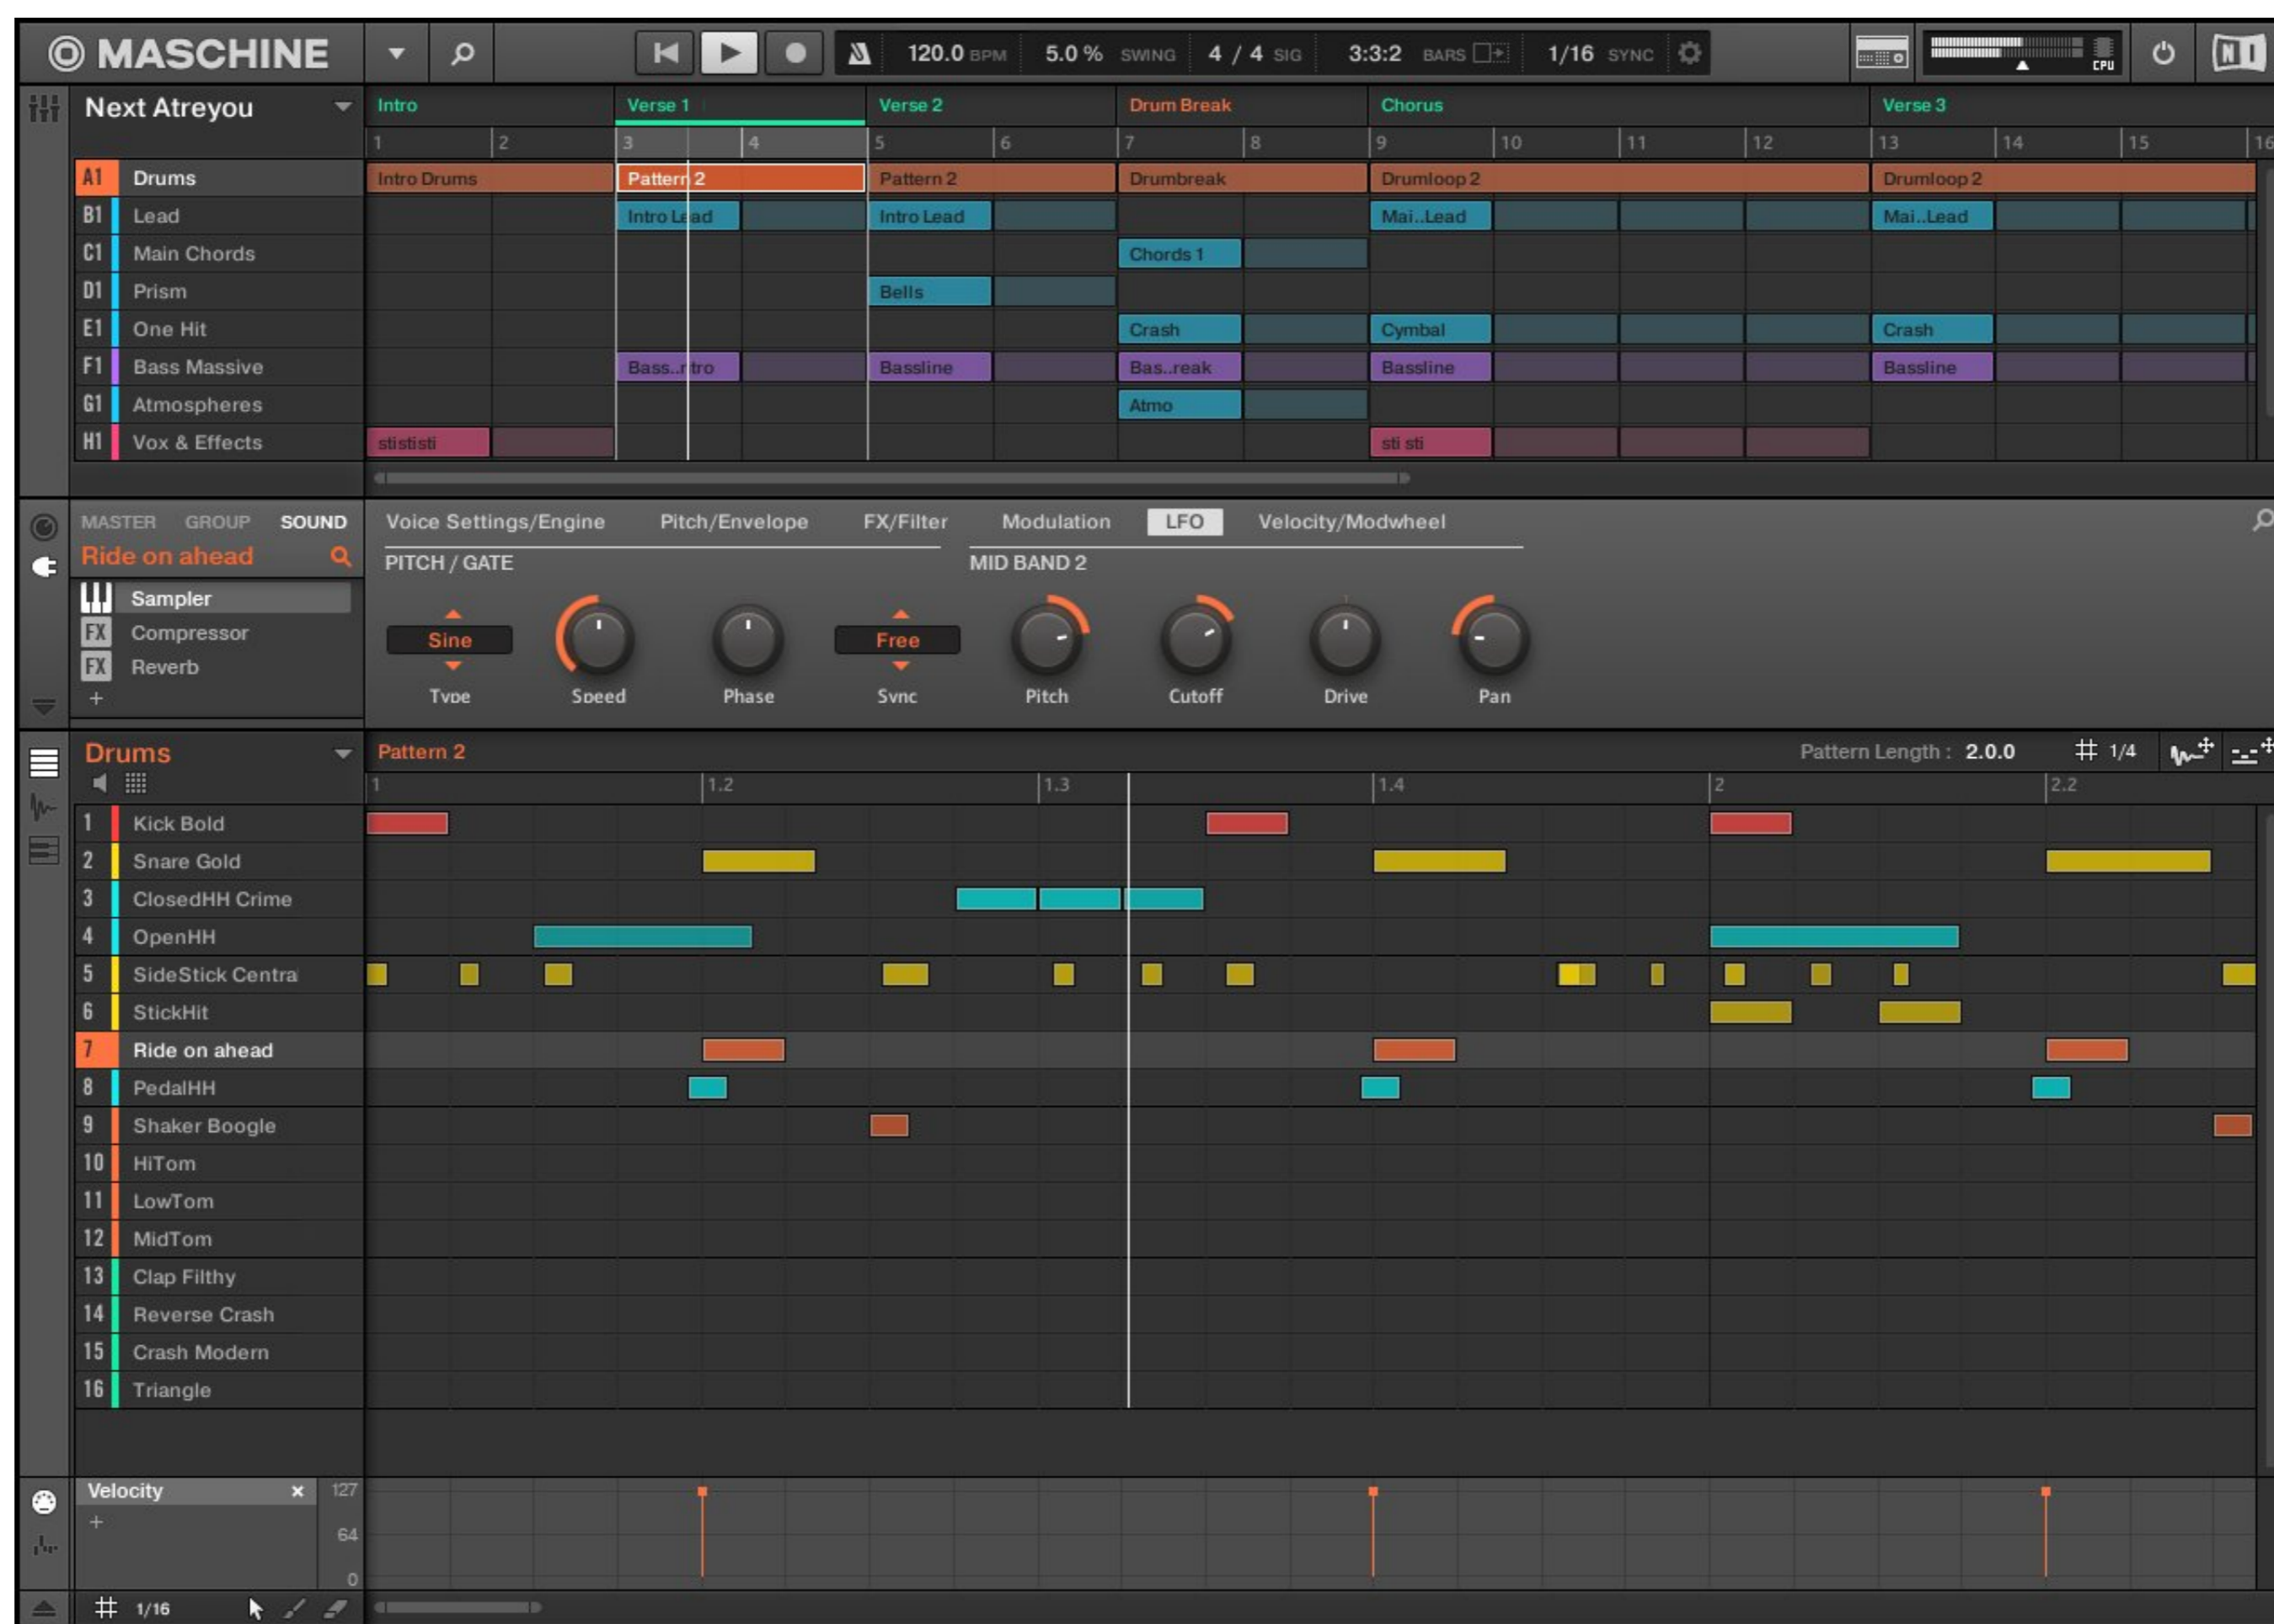 MASCHINE 120.0 BPM 5.0 % SWING 4 / 4 SIG 3:3:2 BARS 1/16 SYNC CPU NI
Next Atreyou Intro Verse 1 Verse 2 Drum Break Chorus Verse 3
1 2 3 4 5 6 7 8 9 10 11 12 13 14 15 16
A1 Drums Intro Drums Pattern 2 Pattern 2 Drumbreak Drumloop 2 Drumloop 2
B1 Lead Intro Lead Intro Lead Mai..Lead Mai..Lead
C1 Main Chords Chords 1
D1 Prism Bells
E1 One Hit Crash Cymbal Crash
F1 Bass Massive Bass..ntro Bassline Bas..reak Bassline Bassline
G1 Atmospheres Atmo
H1 Vox & Effects stististi sti sti
MASTER GROUP SOUND Voice Settings/Engine Pitch/Envelope FX/Filter Modulation LFO Velocity/Modwheel
Ride on ahead PITCH / GATE MID BAND 2
Sampler
FX Compressor Sine Free
FX Reverb
+ Type Speed Phase Sync Pitch Cutoff Drive Pan
Drums Pattern 2 Pattern Length : 2.0.0 1/4
1 1.2 1.3 1.4 2 2.2
1 Kick Bold
2 Snare Gold
3 ClosedHH Crime
4 OpenHH
5 SideStick Centra
6 StickHit
7 Ride on ahead
8 PedalHH
9 Shaker Boogle
10 HiTom
11 LowTom
12 MidTom
13 Clap Filthy
14 Reverse Crash
15 Crash Modern
16 Triangle
Velocity × 127
+ 64
0
1/16